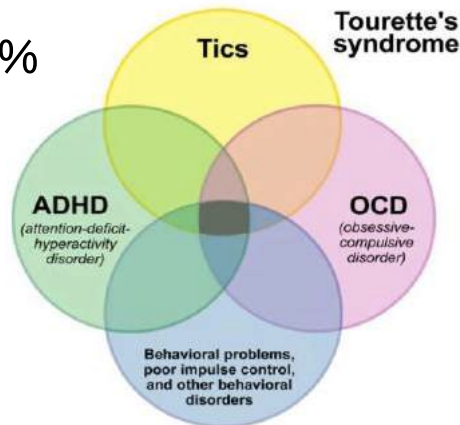 Tourette's
syndrome
%
Tics
ADHD
(attention-deficit-
hyperactivity
disorder)
OCD
(obsessive-
compulsive
disorder)
Behavioral problems,
poor impulse control,
and other behavioral
disorders